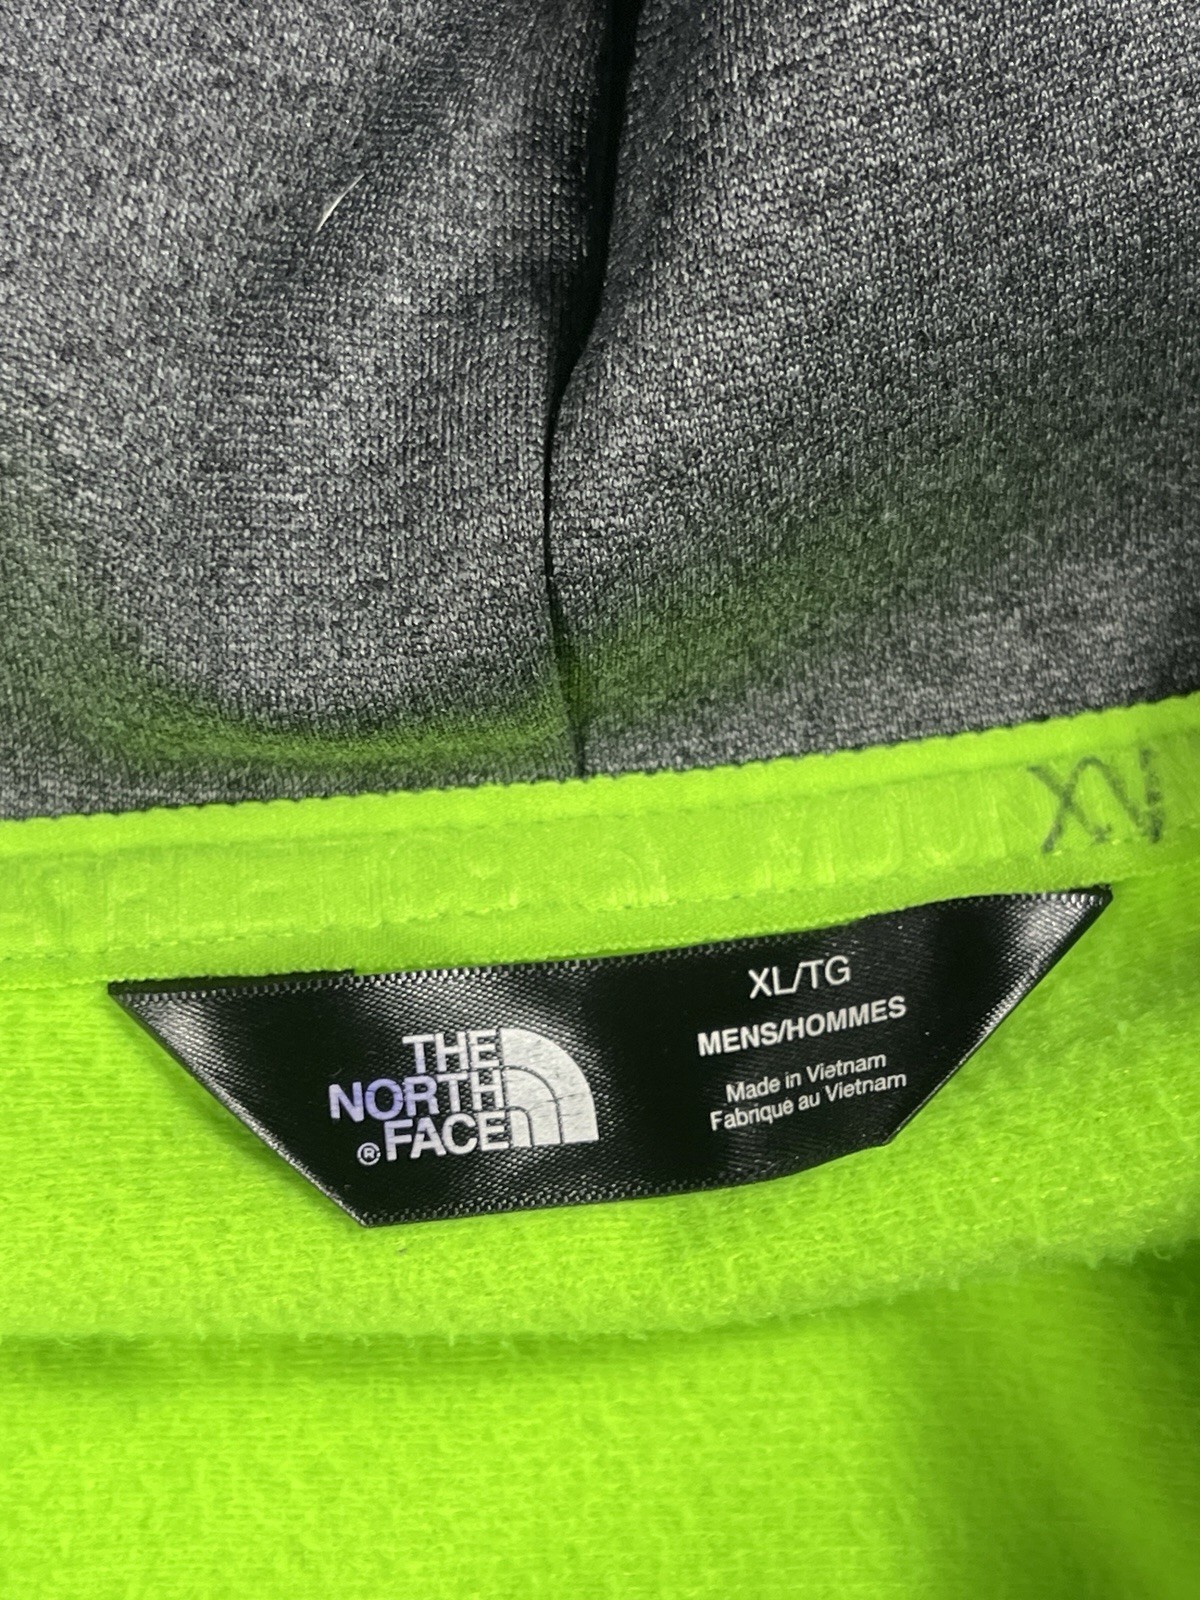 THE
NORTH
FACE
®
XL/TG
MENS/HOMMES
Made in Vietnam
Fabriqué au Vietnam